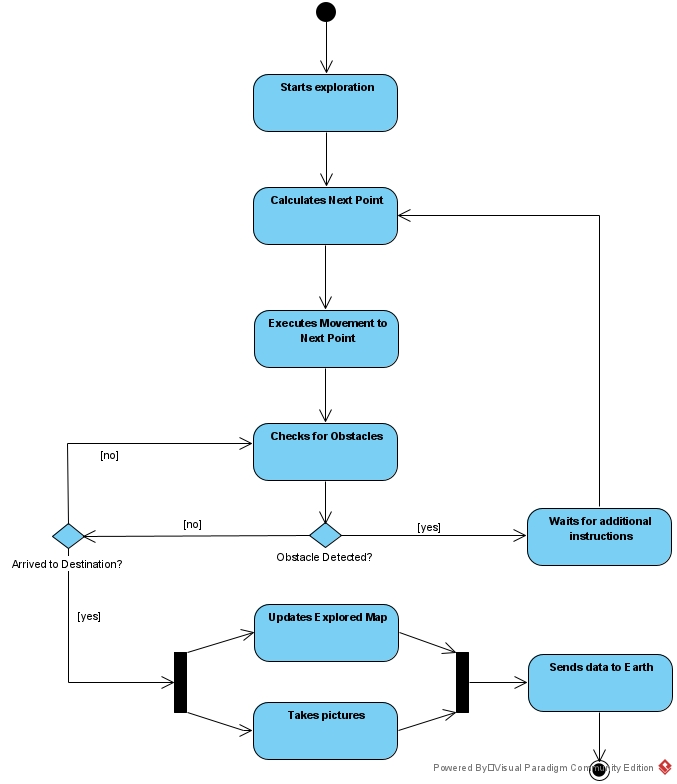 Starts exploration
Calculates Next Point
Executes Movement to
Next Point
Checks for Obstacles
[no]
[no]
[yes]
Waits for additional
instructions
Arrived to Destination?
Obstacle Detected?
[yes]
Updates Explored Map
Sends data to Earth
Takes pictures
Powered By Visual Paradigm Community Edition